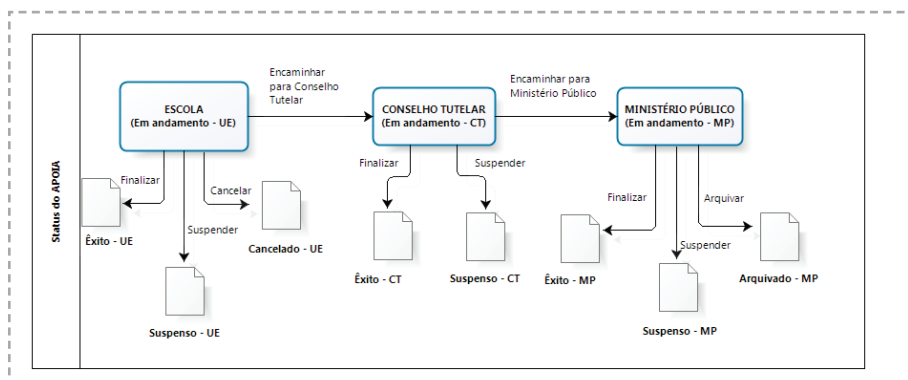 Status do APOIA
ESCOLA
(Em andamento - UE)
Encaminhar
para Conselho
Tutelar
CONSELHO TUTELAR
(Em andamento - CT)
Encaminhar para
Ministério Público
MINISTÉRIO PÚBLICO
(Em andamento - MP)
Finalizar
Cancelar
Suspender
Êxito - UE
Cancelado - UE
Suspenso - UE
Finalizar
Suspender
Êxito - CT
Suspenso - CT
Finalizar
Arquivar
Suspender
Êxito - MP
Arquivado - MP
Suspenso - MP